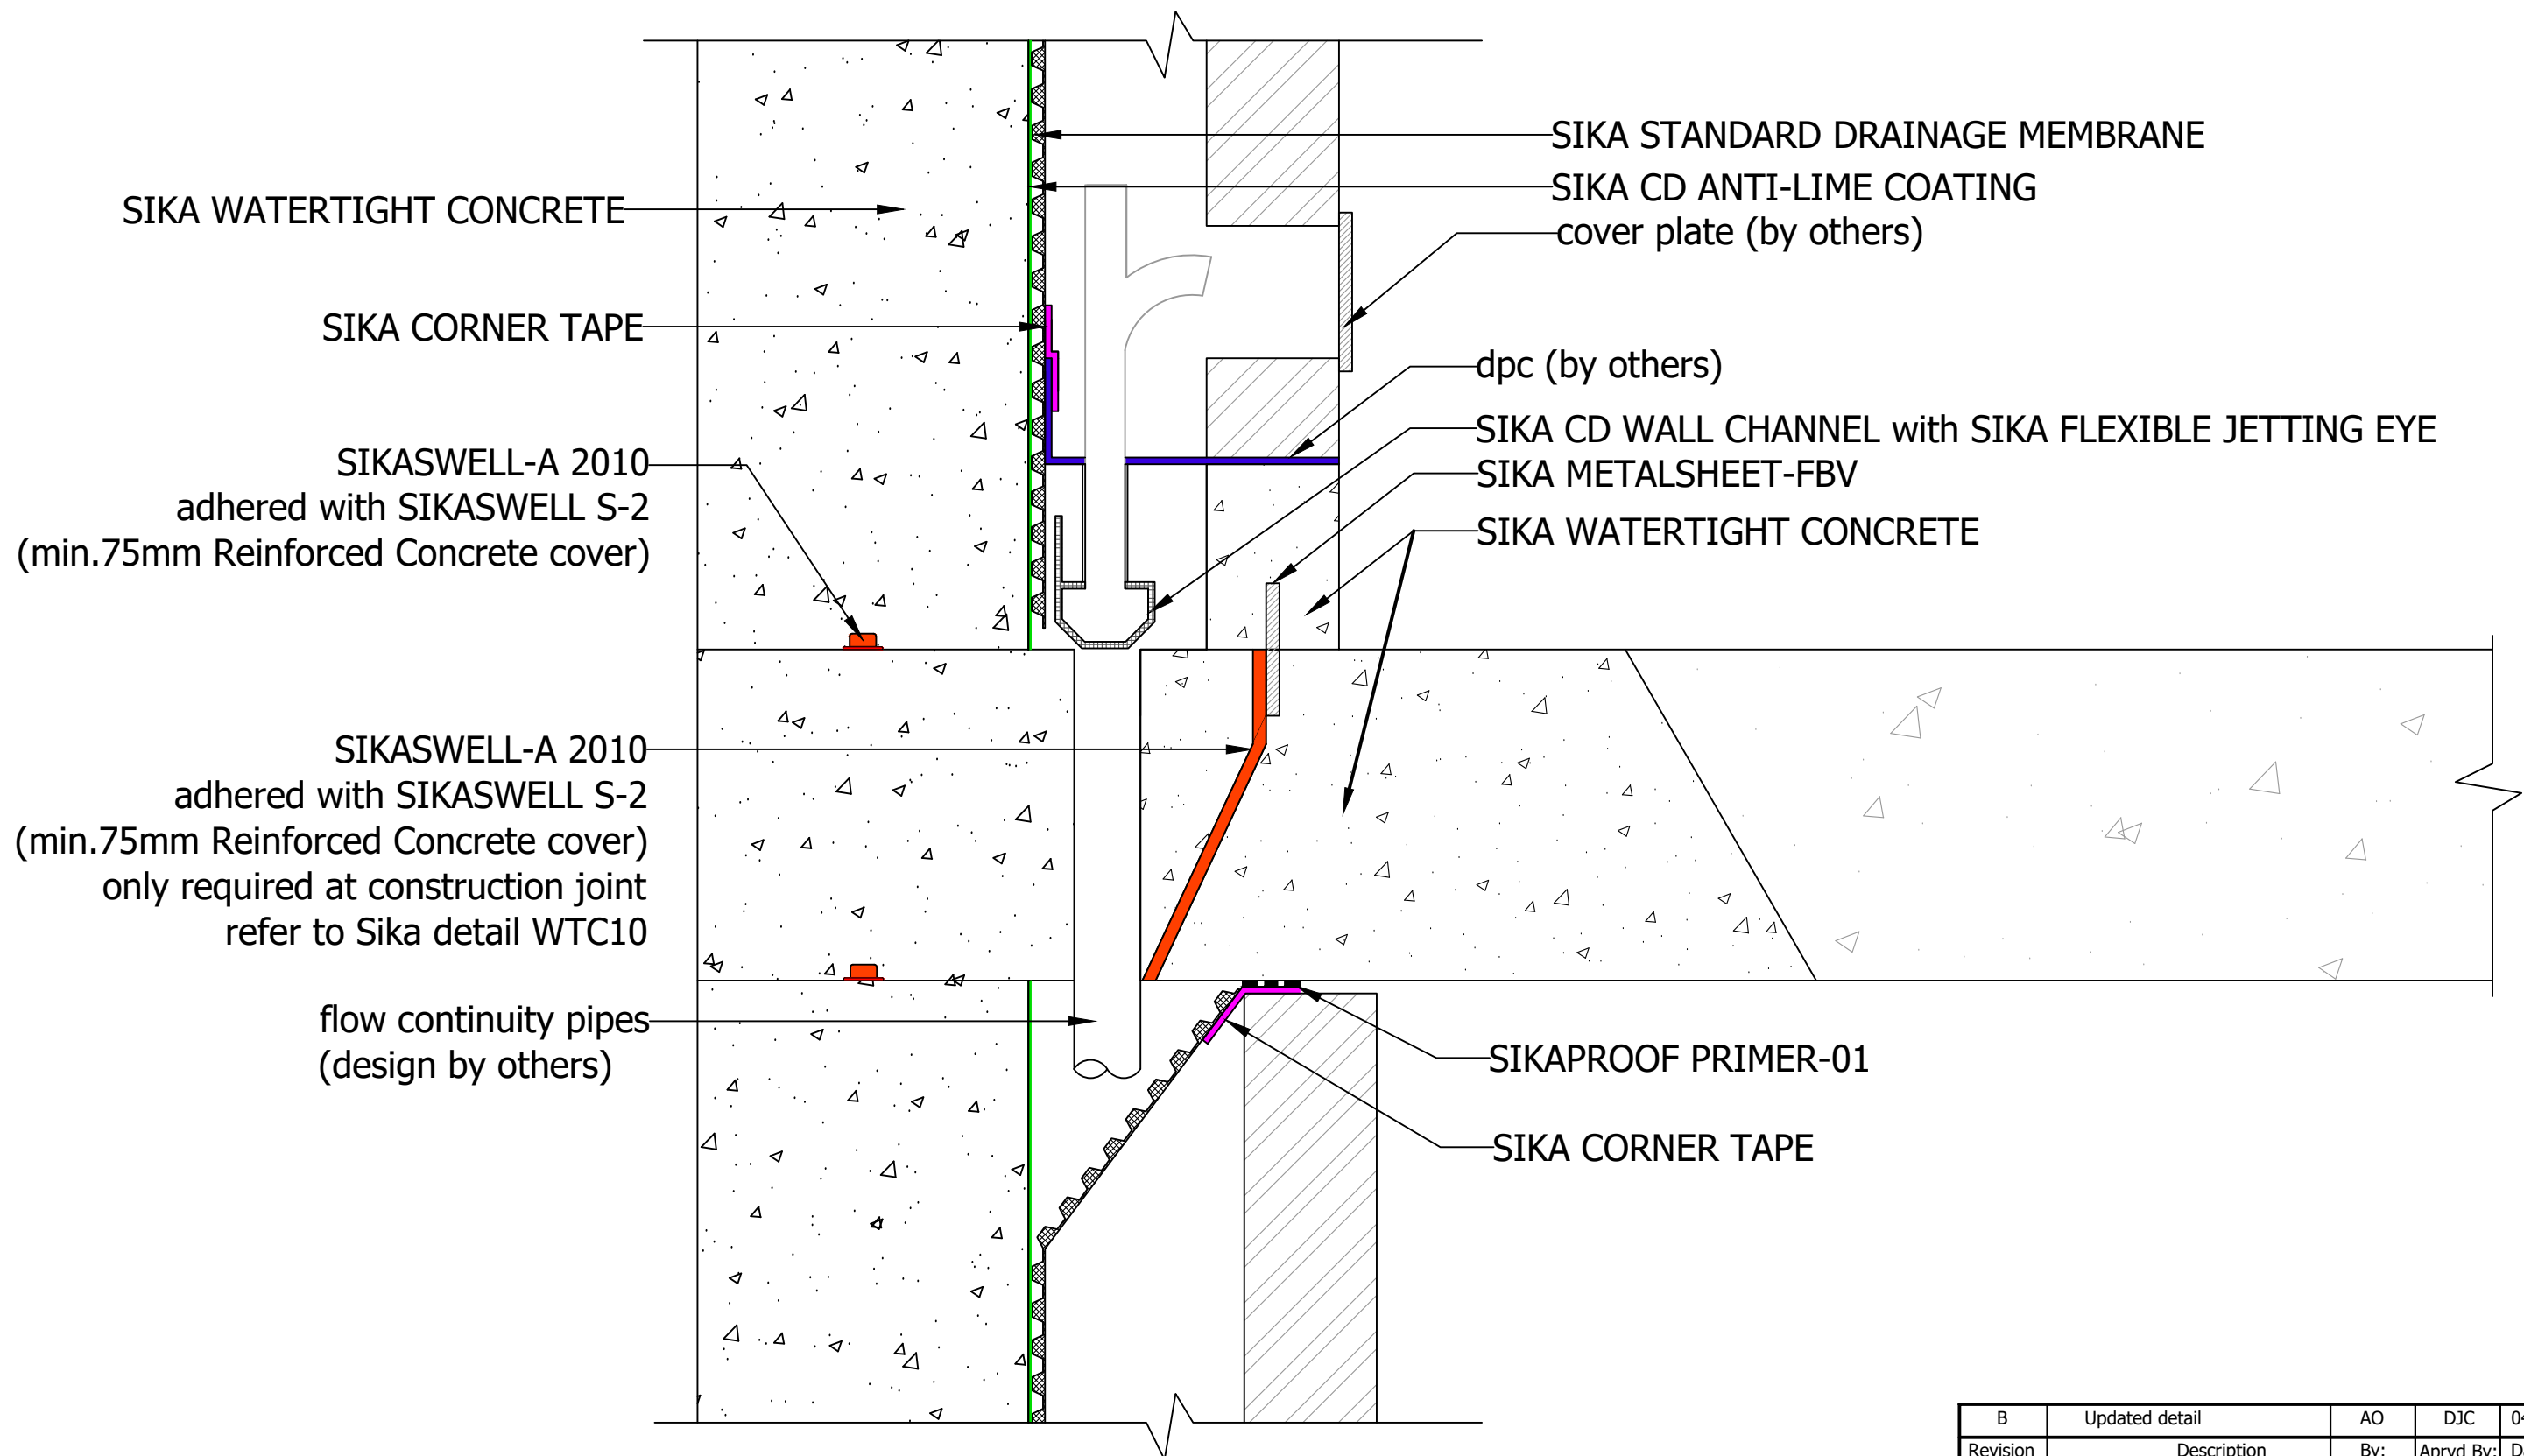 SIKA WATERTIGHT CONCRETE
SIKA CORNER TAPE
SIKASWELL-A 2010
adhered with SIKASWELL S-2
(min.75mm Reinforced Concrete cover)
SIKASWELL-A 2010
adhered with SIKASWELL S-2
(min.75mm Reinforced Concrete cover)
only required at construction joint
refer to Sika detail WTC10
flow continuity pipes
(design by others)
SIKA STANDARD DRAINAGE MEMBRANE
SIKA CD ANTI-LIME COATING
cover plate (by others)
dpc (by others)
SIKA CD WALL CHANNEL with SIKA FLEXIBLE JETTING EYE
SIKA METALSHEET-FBV
SIKA WATERTIGHT CONCRETE
SIKAPROOF PRIMER-01
SIKA CORNER TAPE
B Updated detail AO DJC
Revision Description By: Aprvd By: